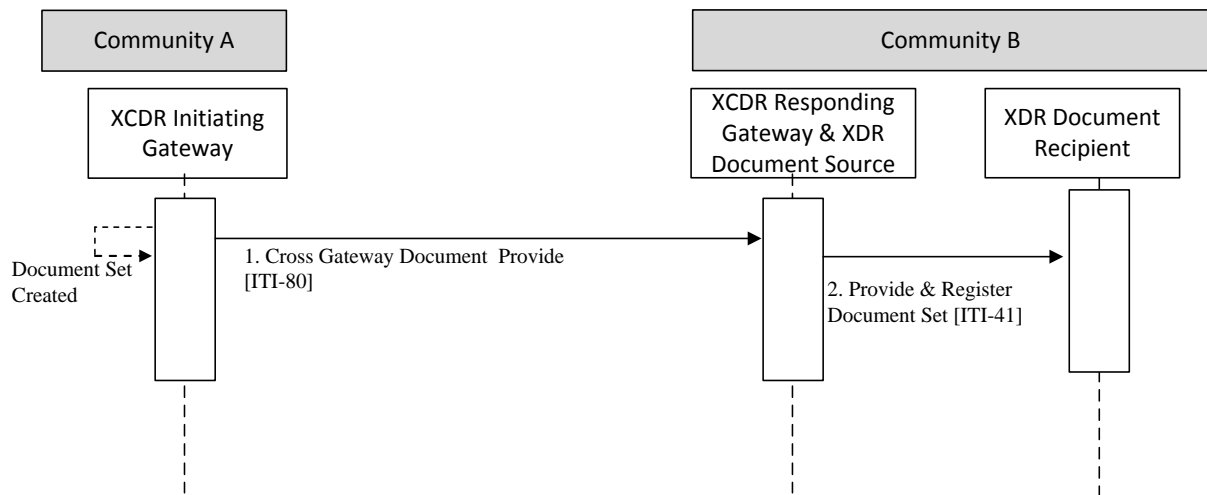 Community A
Community B
XCDR Initiating
Gateway
XCDR Responding
Gateway & XDR
Document Source
XDR Document
Recipient
Document Set
Created
1. Cross Gateway Document  Provide
[ITI-80]
2. Provide & Register
Document Set [ITI-41]